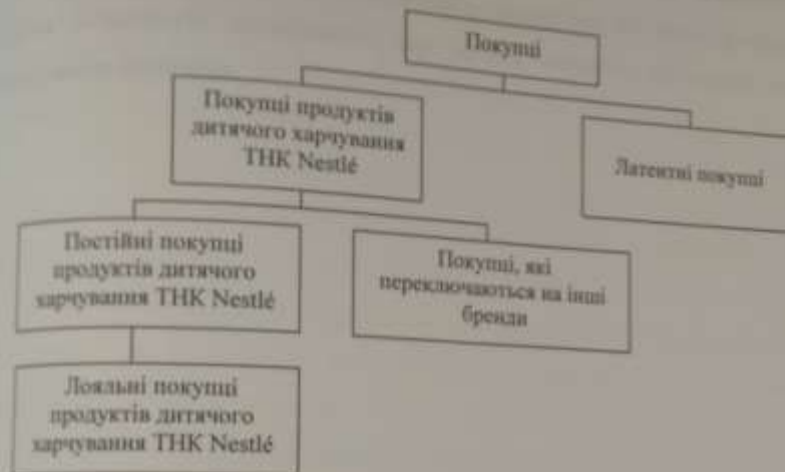 Покупці
Покупці продуктів
дитячого харчування
ТНК Nestlé
Латентні покупці
Постійні покупці
продуктів дитячого
харчування ТНК Nestlé
Покупці, які
переключаються на інші
бренди
Лояльні покупці
продуктів дитячого
харчування ТНК Nestlé